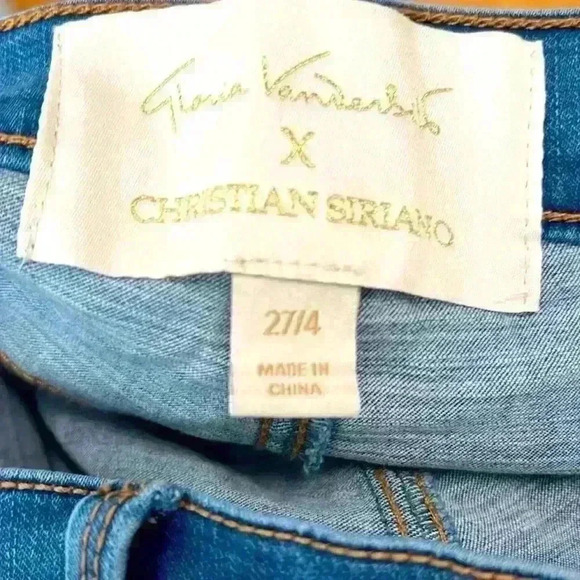 Gloria Vanderbilt
X
CHRISTIAN SIRIANO
27/4
MADE IN
CHINA